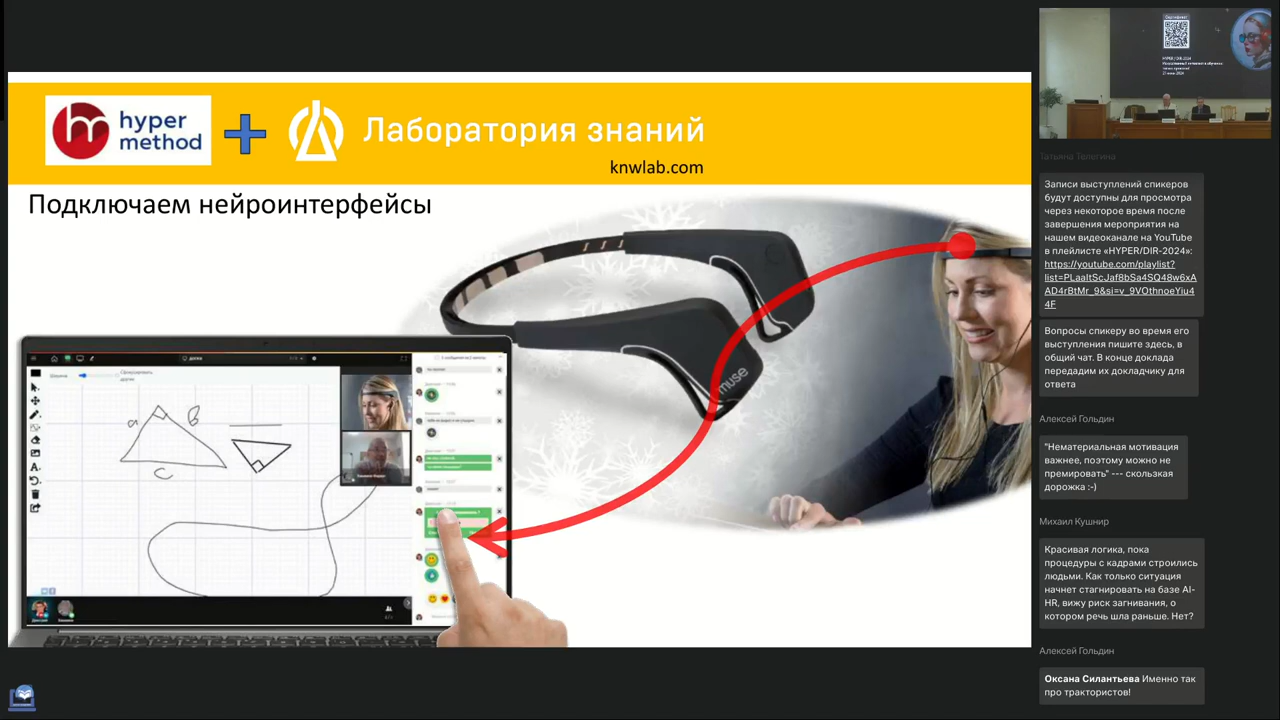 hyper
method
Лаборатория знаний
knwlab.com
Подключаем нейроинтерфейсы
muse
a
B
C
Татьяна Телегина
Записи выступлений спикеров
будут доступны для просмотра
через некоторое время после
завершения мероприятия на
нашем видеоканале на YouTube
в плейлисте «HYPER/DIR-2024»:
https://youtube.com/playlist?
list=PLaaItScJaf8bSa4SQ48w6xA
AD4rBtMr_9&si=v_9VOthnoeYiu4
4F
Вопросы спикеру во время его
выступления пишите здесь, в
общий чат. В конце доклада
передадим их докладчику для
ответа
Алексей Гольдин
"Нематериальная мотивация
важнее, поэтому можно не
премировать" --- скользкая
дорожка :-)
Михаил Кушнир
Красивая логика, пока
процедуры с кадрами строились
людьми. Как только ситуация
начнет стагнировать на базе AI-
HR, вижу риск загнивания, о
котором речь шла раньше. Нет?
Алексей Гольдин
Оксана Силантьева Именно так
про трактористов!